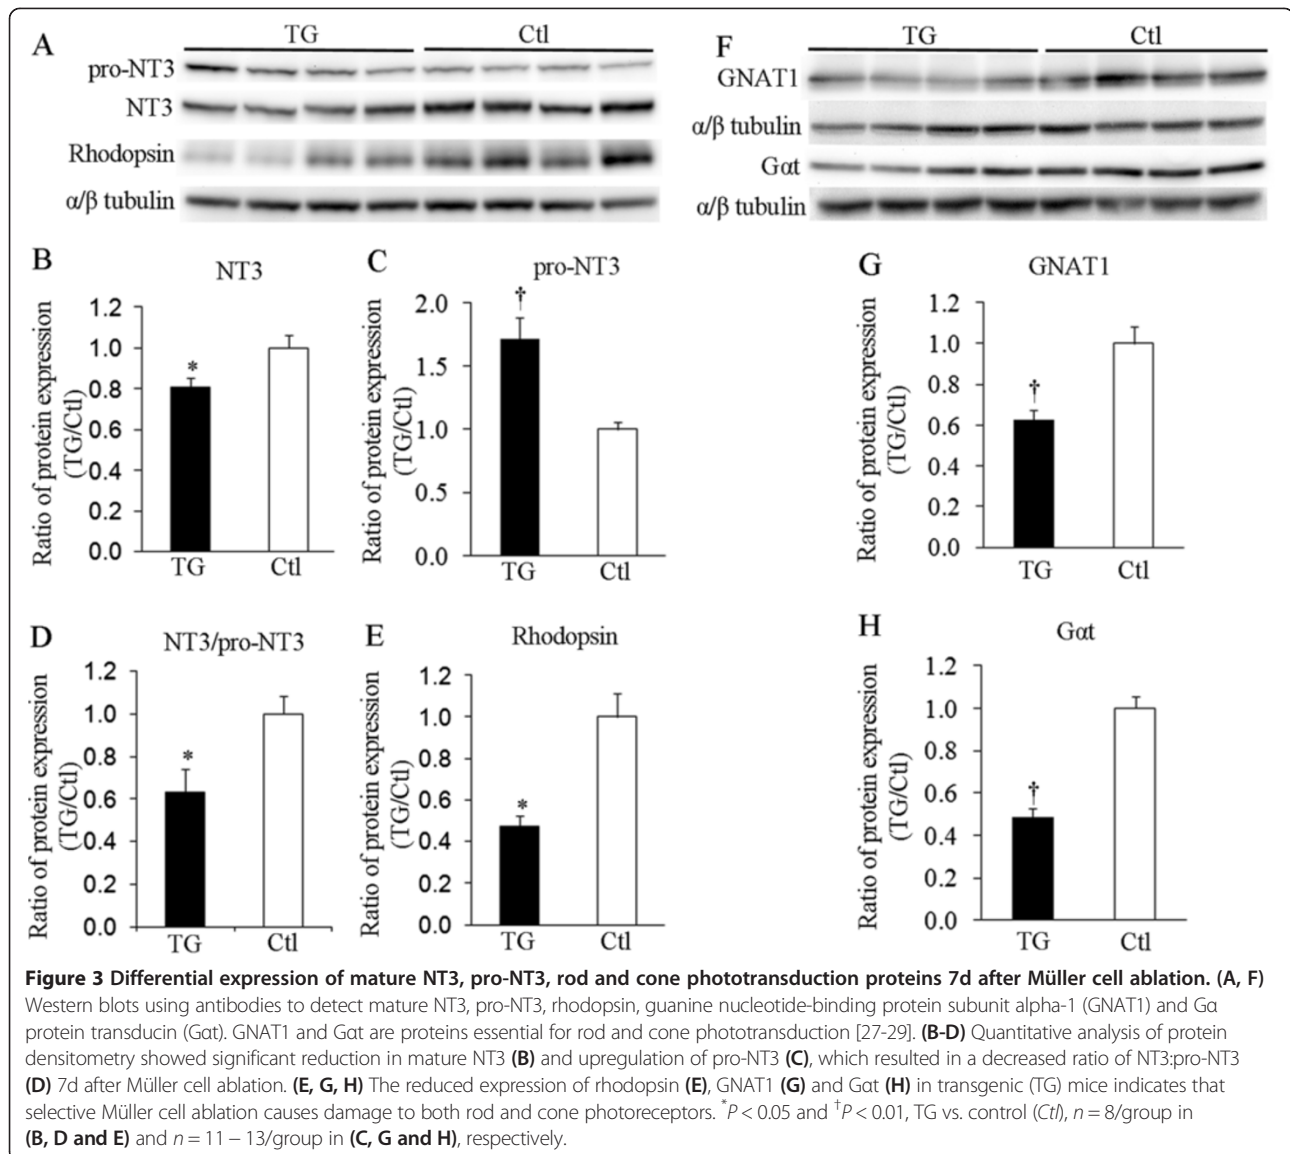 A
TG
Ctl
pro-NT3
NT3
Rhodopsin
α/β tubulin
F
TG
Ctl
GNAT1
α/β tubulin
Gαt
α/β tubulin
B
NT3
Ratio of protein expression
(TG/Ctl)
1.2
1.0
0.8
0.6
0.4
0.2
0.0
*
TG
Ctl
C
pro-NT3
Ratio of protein expression
(TG/Ctl)
2.0
1.5
1.0
0.5
0.0
†
TG
Ctl
G
GNAT1
Ratio of protein expression
(TG/Ctl)
1.2
1.0
0.8
0.6
0.4
0.2
0.0
†
TG
Ctl
D
NT3/pro-NT3
Ratio of protein expression
(TG/Ctl)
1.2
1.0
0.8
0.6
0.4
0.2
0.0
*
TG
Ctl
E
Rhodopsin
Ratio of protein expression
(TG/Ctl)
1.2
1.0
0.8
0.6
0.4
0.2
0.0
*
TG
Ctl
H
Gαt
Ratio of protein expression
(TG/Ctl)
1.2
1.0
0.8
0.6
0.4
0.2
0.0
†
TG
Ctl
Figure 3 Differential expression of mature NT3, pro-NT3, rod and cone phototransduction proteins 7d after Müller cell ablation. (A, F)
Western blots using antibodies to detect mature NT3, pro-NT3, rhodopsin, guanine nucleotide-binding protein subunit alpha-1 (GNAT1) and Gα
protein transducin (Gαt). GNAT1 and Gαt are proteins essential for rod and cone phototransduction [27-29]. (B-D) Quantitative analysis of protein
densitometry showed significant reduction in mature NT3 (B) and upregulation of pro-NT3 (C), which resulted in a decreased ratio of NT3:pro-NT3
(D) 7d after Müller cell ablation. (E, G, H) The reduced expression of rhodopsin (E), GNAT1 (G) and Gαt (H) in transgenic (TG) mice indicates that
selective Müller cell ablation causes damage to both rod and cone photoreceptors. *P < 0.05 and †P < 0.01, TG vs. control (Ctl), n = 8/group in
(B, D and E) and n = 11 − 13/group in (C, G and H), respectively.